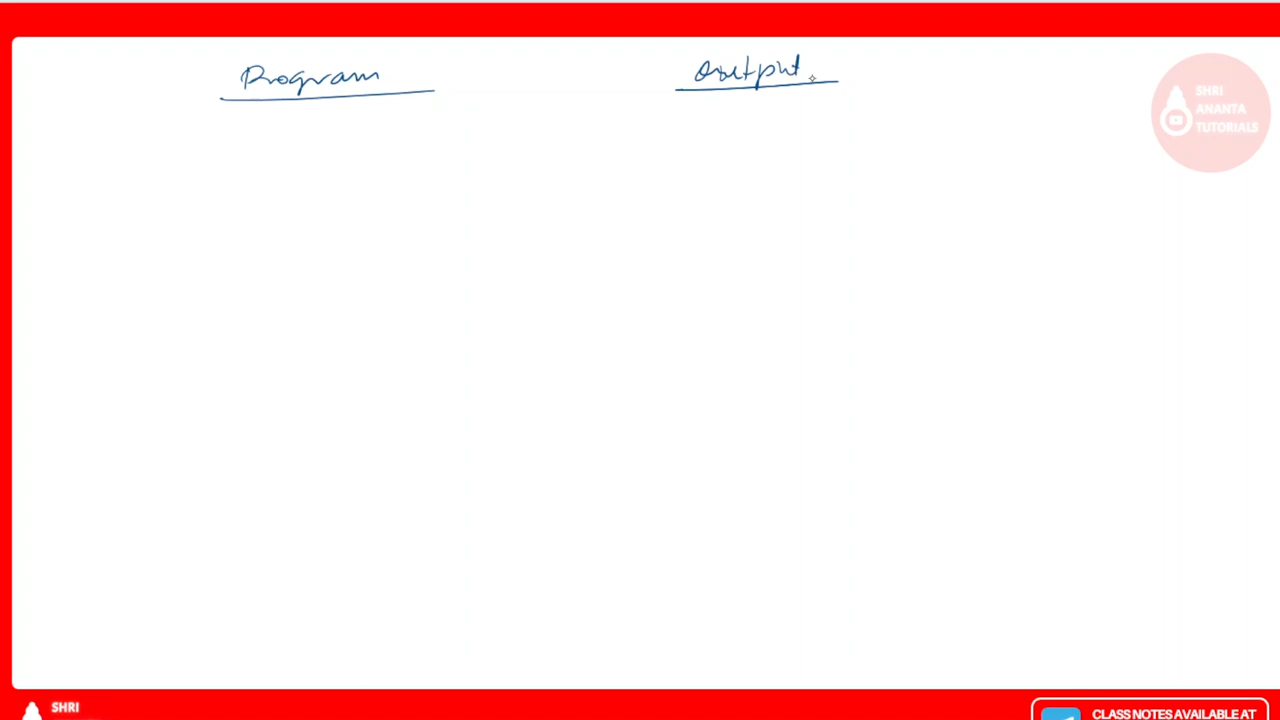 Program
Output
SHRI
ANANTA
TUTORIALS
SHRI
CLASS NOTES AVAILABLE AT